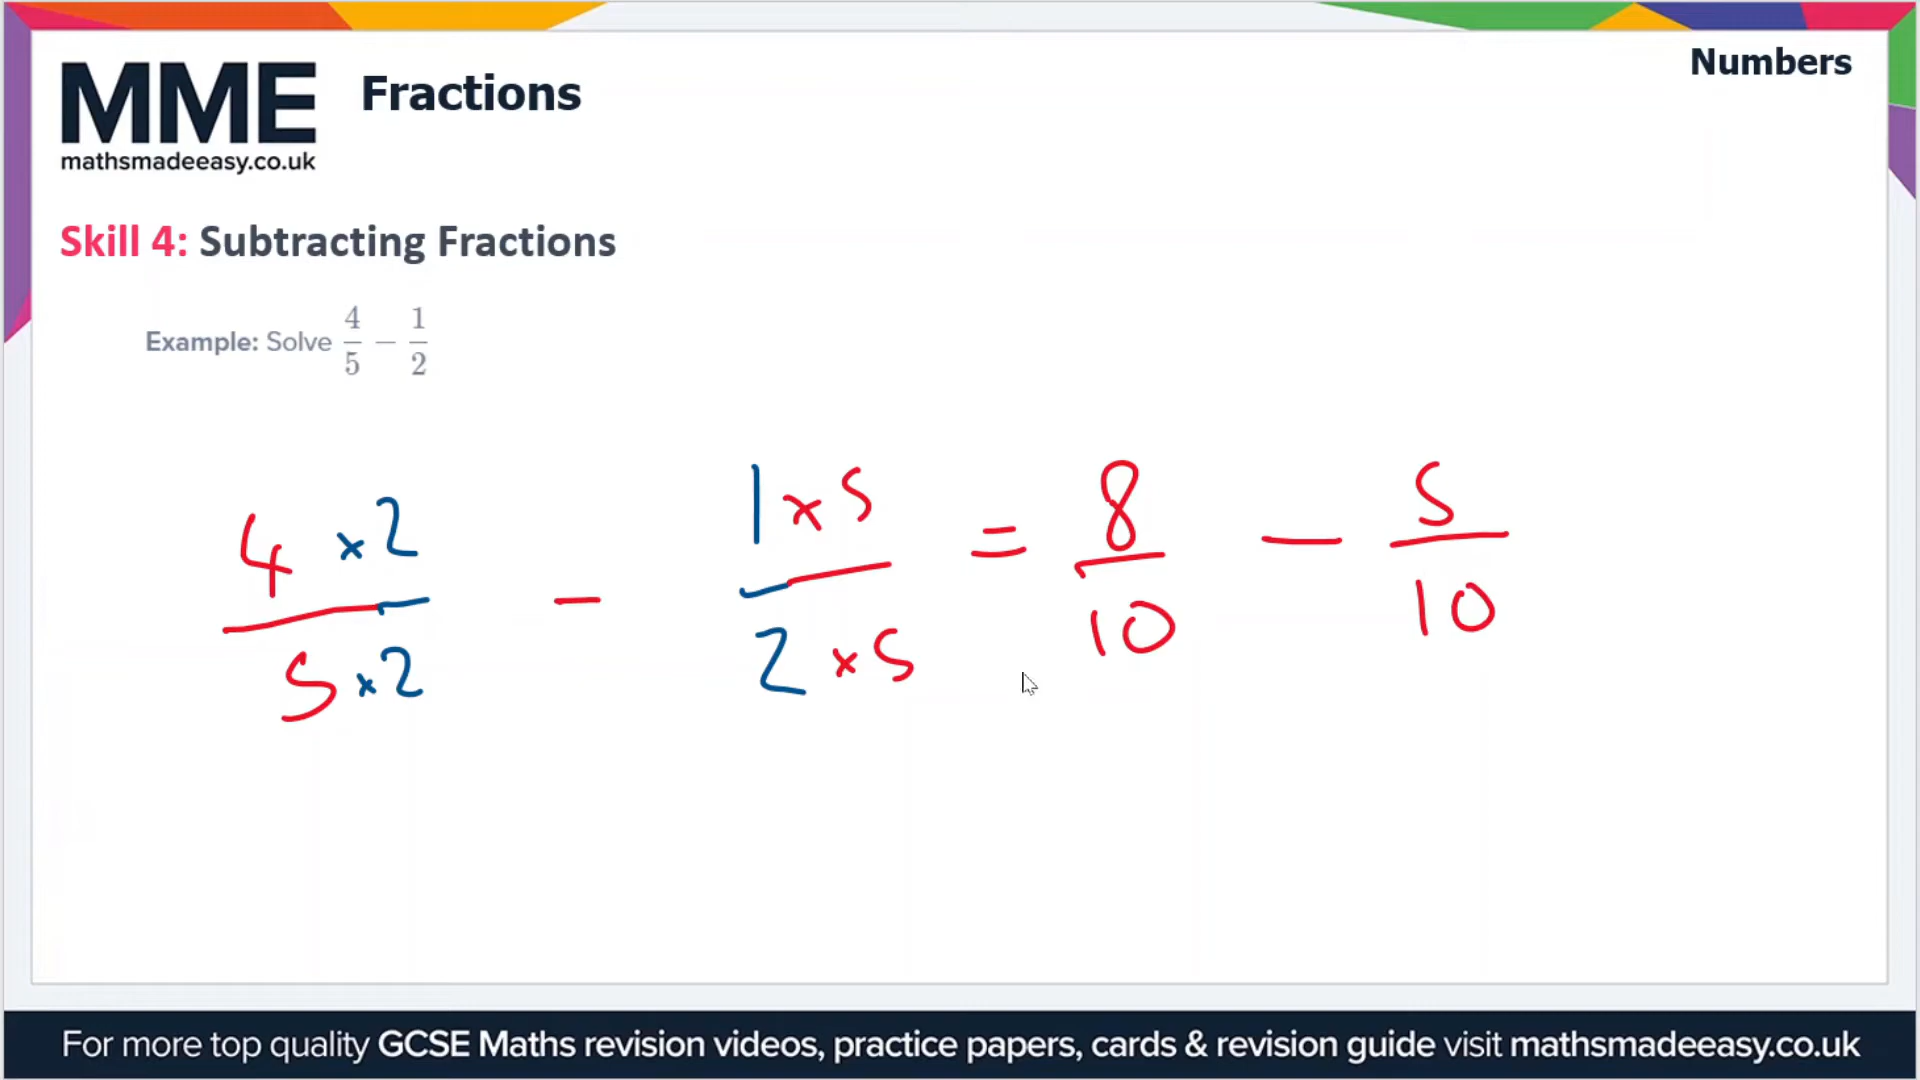 MME
mathsmadeeasy.co.uk
Fractions
Numbers
Skill 4: Subtracting Fractions
Example: Solve 4/5 − 1/2
4 × 2 / 5 × 2 − 1 × 5 / 2 × 5 = 8/10 − 5/10
For more top quality GCSE Maths revision videos, practice papers, cards & revision guide visit mathsmadeeasy.co.uk